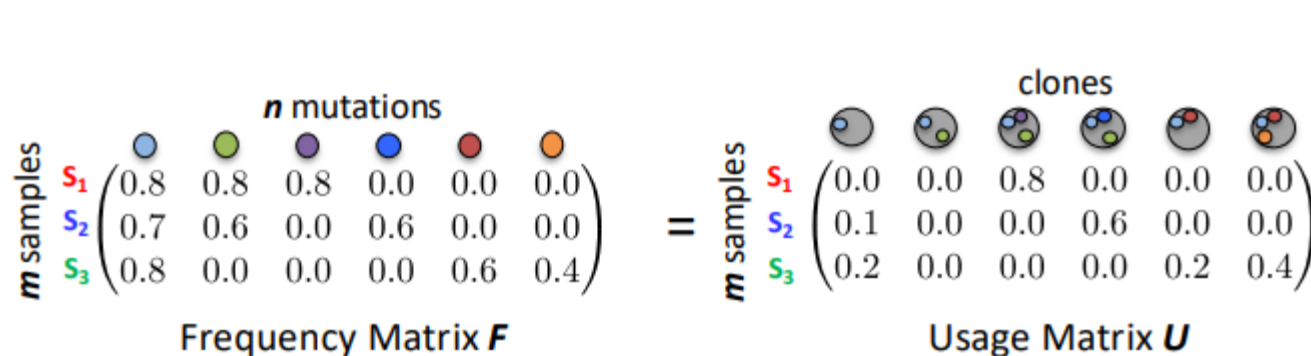 n mutations
m samples
S1 0.8 0.8 0.8 0.0 0.0 0.0
S2 0.7 0.6 0.0 0.6 0.0 0.0
S3 0.8 0.0 0.0 0.0 0.6 0.4
Frequency Matrix F
=
clones
m samples
S1 0.0 0.0 0.8 0.0 0.0 0.0
S2 0.1 0.0 0.0 0.6 0.0 0.0
S3 0.2 0.0 0.0 0.0 0.2 0.4
Usage Matrix U